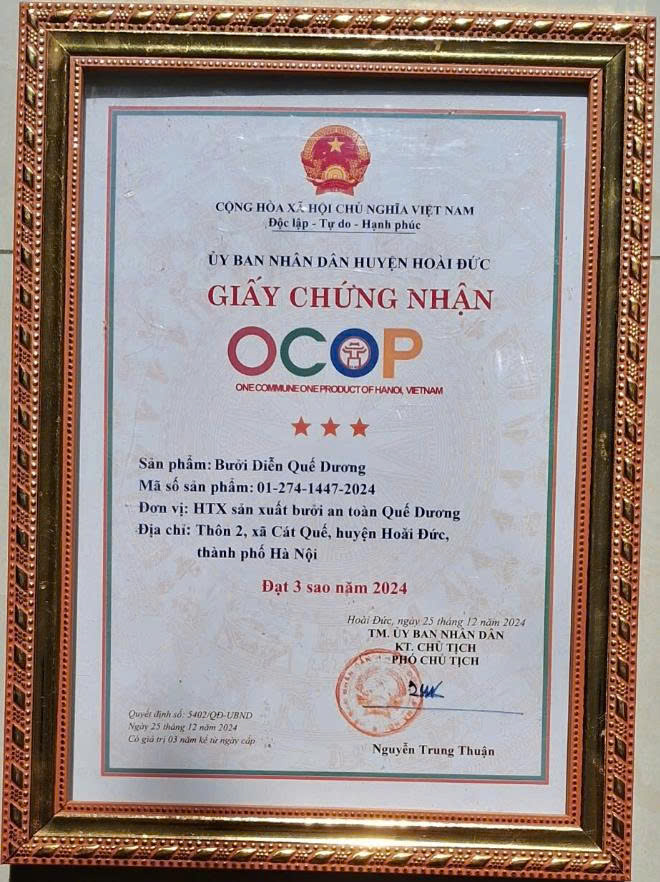 CỘNG HÒA XÃ HỘI CHỦ NGHĨA VIỆT NAM
Độc lập - Tự do - Hạnh phúc
ỦY BAN NHÂN DÂN HUYỆN HOÀI ĐỨC
GIẤY CHỨNG NHẬN
OCOP
ONE COMMUNE ONE PRODUCT OF HANOI, VIETNAM
Sản phẩm: Bưởi Diễn Quế Dương
Mã số sản phẩm: 01-274-1447-2024
Đơn vị: HTX sản xuất bưởi an toàn Quế Dương
Địa chỉ: Thôn 2, xã Cát Quế, huyện Hoài Đức,
thành phố Hà Nội
Đạt 3 sao năm 2024
Hoài Đức, ngày 25 tháng 12 năm 2024
TM. ỦY BAN NHÂN DÂN
KT. CHỦ TỊCH
PHÓ CHỦ TỊCH
Quyết định số: 5402/QĐ-UBND
Ngày 25 tháng 12 năm 2024
Có giá trị 03 năm kể từ ngày cấp
Nguyễn Trung Thuận